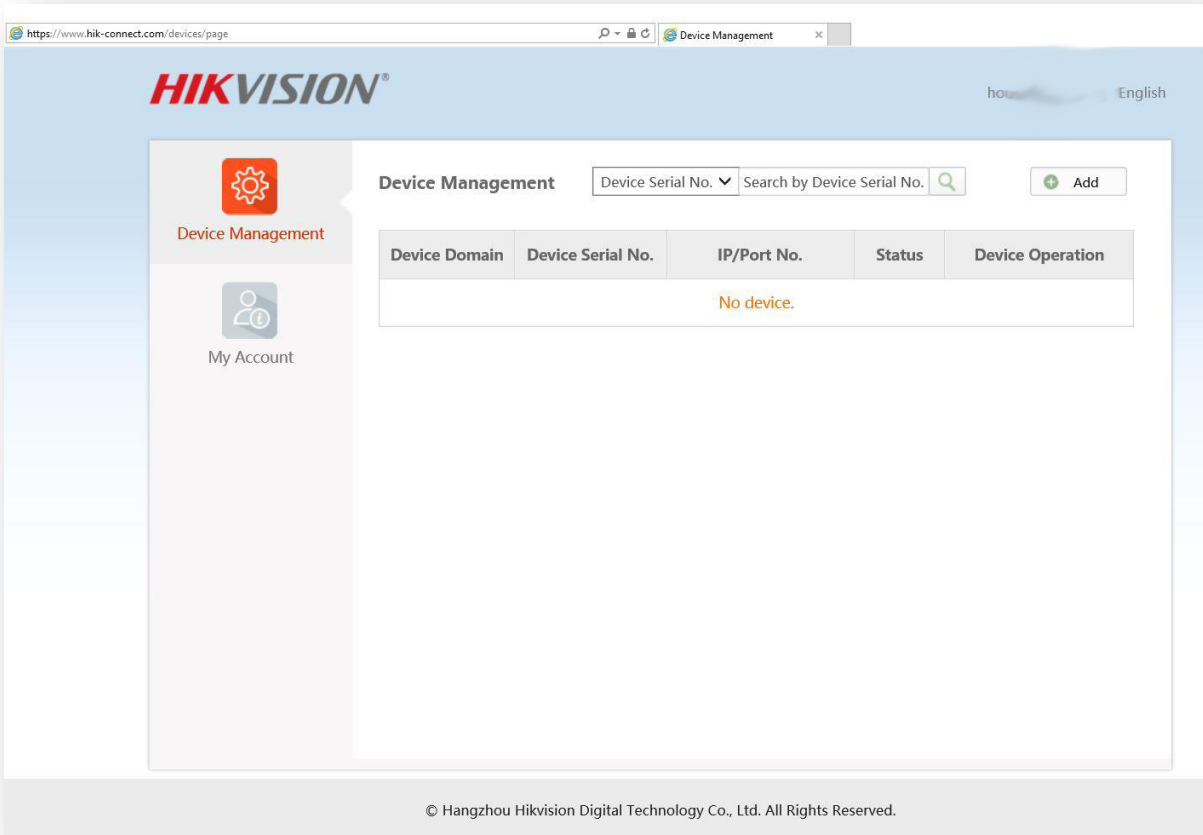 https://www.hik-connect.com/devices/page
Device Management
HIKVISION®
English
Device Management
Device Serial No.
Search by Device Serial No.
Add
Device Management
Device Domain
Device Serial No.
IP/Port No.
Status
Device Operation
No device.
My Account
© Hangzhou Hikvision Digital Technology Co., Ltd. All Rights Reserved.